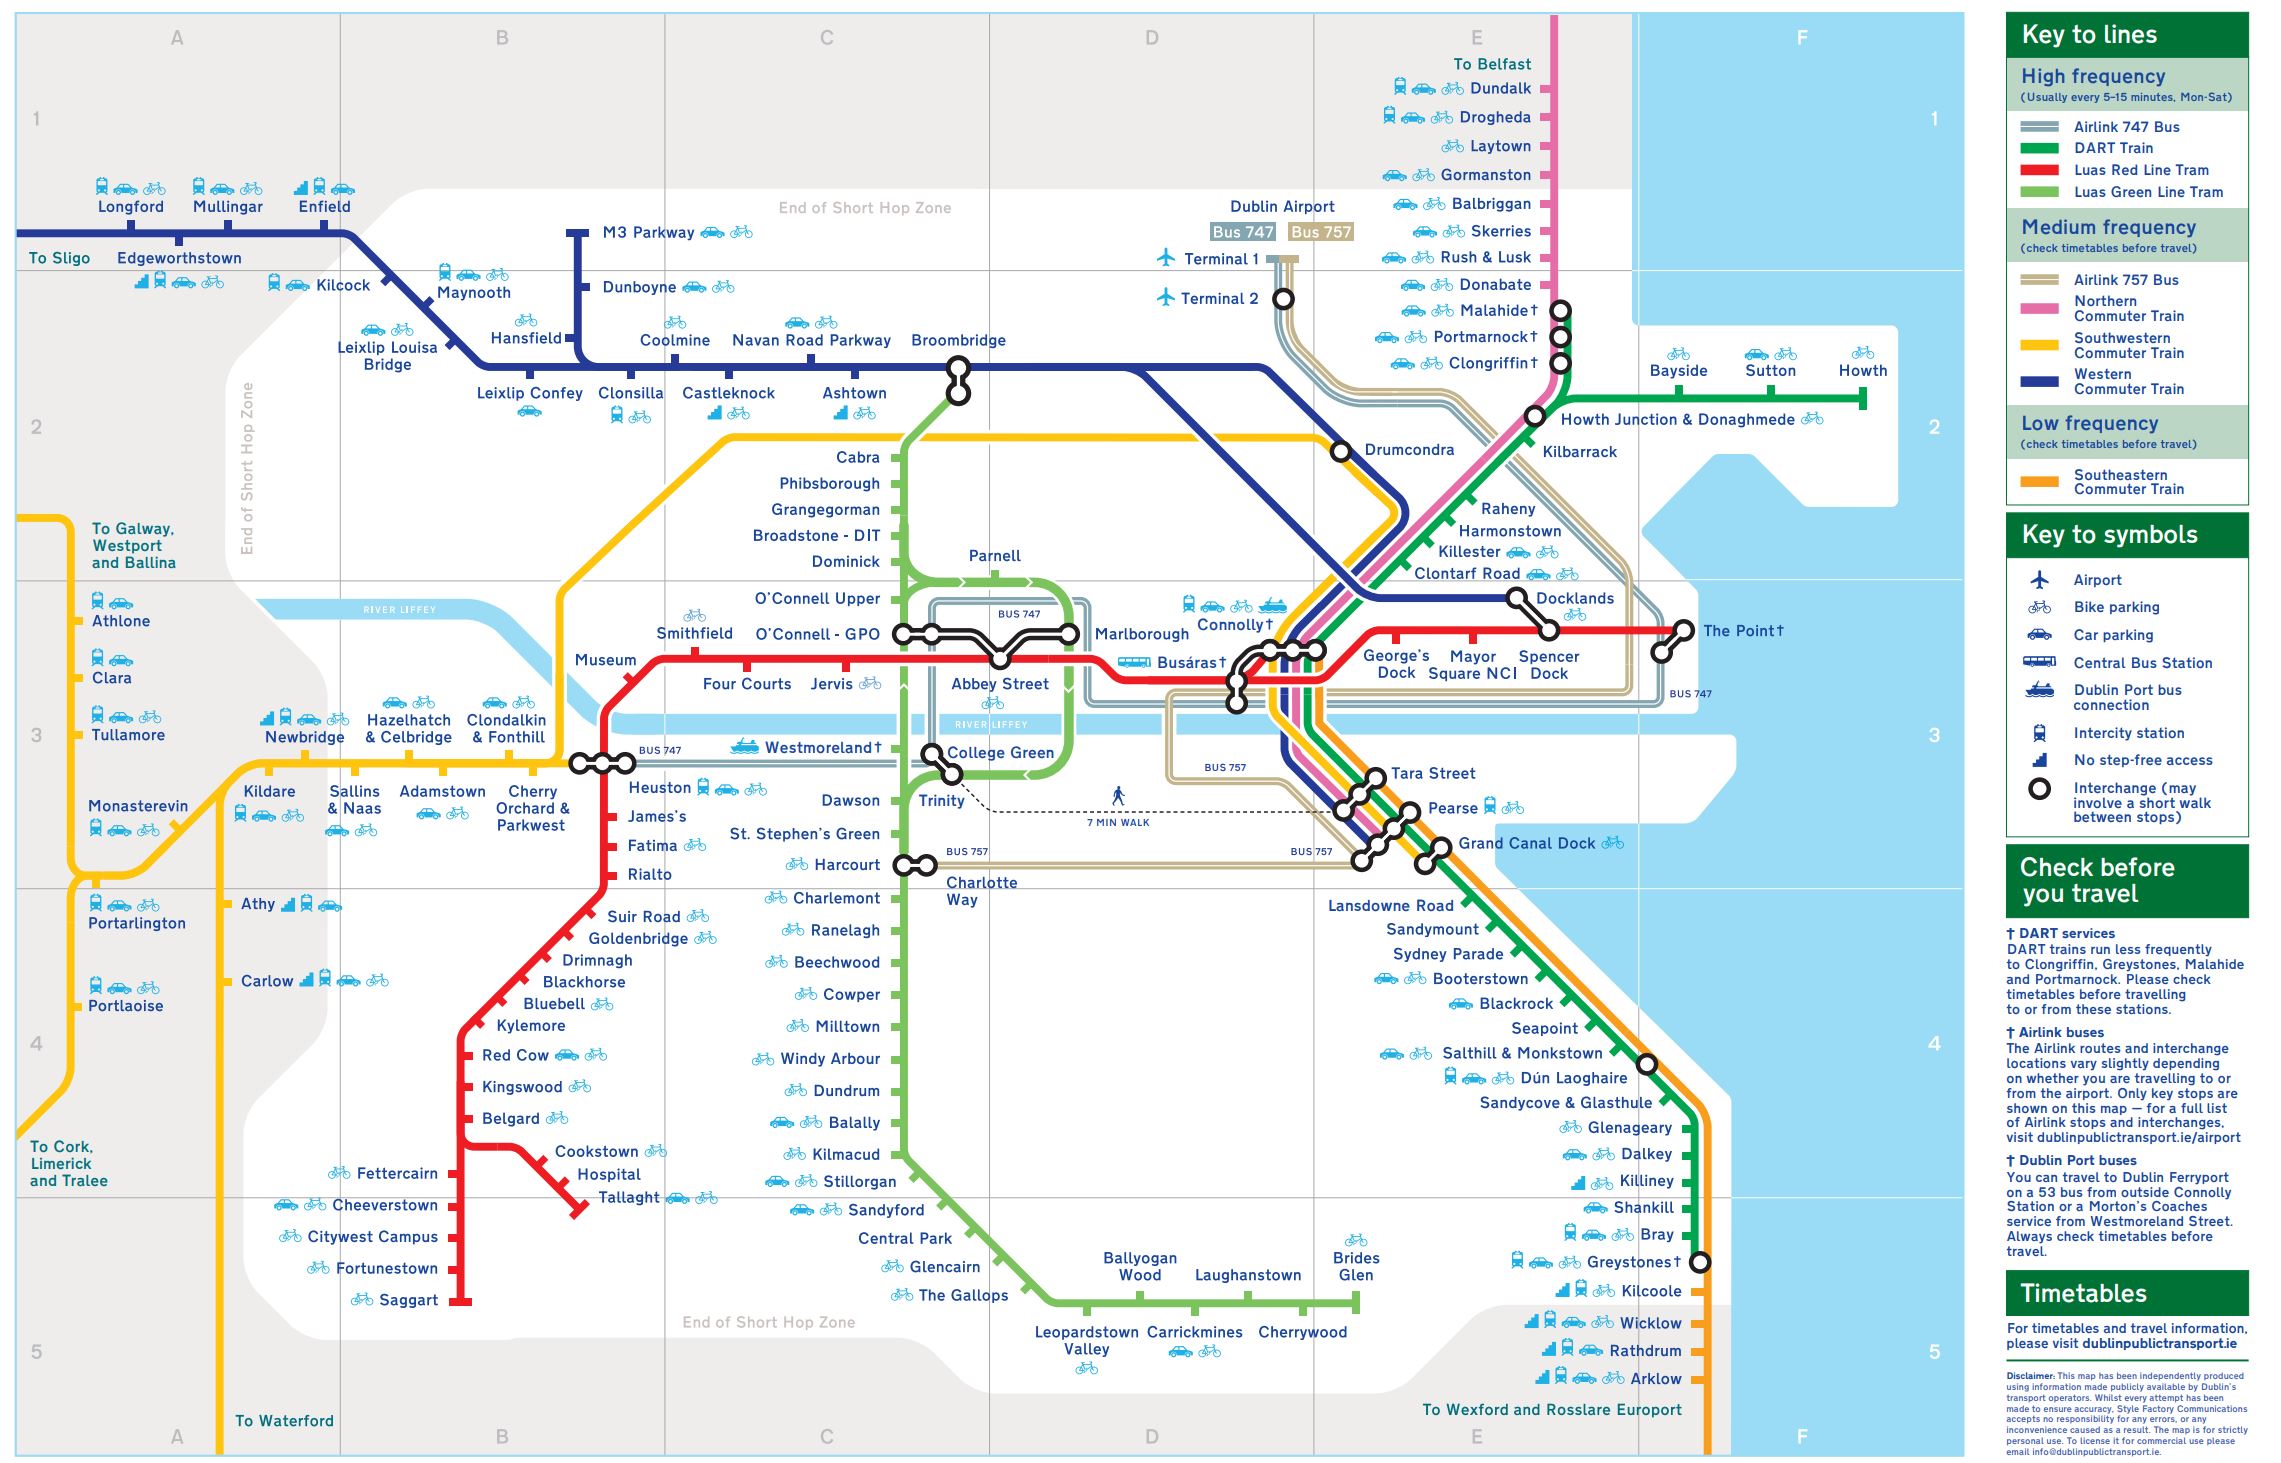 A
B
C
D
E
F
1
2
3
4
5
1
2
3
4
5
A
B
C
D
E
F
To Belfast
Dundalk
Drogheda
Laytown
Gormanston
Balbriggan
Skerries
Rush & Lusk
Donabate
Malahide†
Portmarnock†
Clongriffin†
Longford
Mullingar
Enfield
To Sligo
Edgeworthstown
Kilcock
Maynooth
Leixlip Louisa
Bridge
End of Short Hop Zone
M3 Parkway
Dunboyne
Hansfield
Coolmine
Navan Road Parkway
Broombridge
Leixlip Confey
Clonsilla
Castleknock
Ashtown
Dublin Airport
Bus 747
Bus 757
Terminal 1
Terminal 2
Bayside
Sutton
Howth
Howth Junction & Donaghmede
Kilbarrack
Drumcondra
Raheny
Harmonstown
Killester
Clontarf Road
End of Short Hop Zone
Cabra
Phibsborough
Grangegorman
Broadstone - DIT
Dominick
Parnell
O'Connell Upper
O'Connell - GPO
BUS 747
Marlborough
To Galway,
Westport
and Ballina
RIVER LIFFEY
Athlone
Clara
Tullamore
Smithfield
Museum
Four Courts
Jervis
Abbey Street
Connolly†
Busáras†
Docklands
The Point†
George's
Dock
Mayor
Square NCI
Spencer
Dock
BUS 747
RIVER LIFFEY
Newbridge
Hazelhatch
& Celbridge
Clondalkin
& Fonthill
BUS 747
Westmoreland†
College Green
BUS 757
Tara Street
Monasterevin
Kildare
Sallins
& Naas
Adamstown
Cherry
Orchard &
Parkwest
Heuston
Dawson
Trinity
7 MIN WALK
Pearse
James's
Fatima
Rialto
St. Stephen's Green
Harcourt
BUS 757
BUS 757
Grand Canal Dock
Charlotte
Way
Portarlington
Athy
Carlow
Portlaoise
To Cork,
Limerick
and Tralee
To Waterford
Suir Road
Goldenbridge
Drimnagh
Blackhorse
Bluebell
Kylemore
Red Cow
Kingswood
Belgard
Cookstown
Hospital
Tallaght
Fettercairn
Cheeverstown
Citywest Campus
Fortunestown
Saggart
Charlemont
Ranelagh
Beechwood
Cowper
Milltown
Windy Arbour
Dundrum
Balally
Kilmacud
Stillorgan
Sandyford
Central Park
Glencairn
The Gallops
Leopardstown
Valley
Ballyogan
Wood
Carrickmines
Laughanstown
Cherrywood
Brides
Glen
End of Short Hop Zone
Lansdowne Road
Sandymount
Sydney Parade
Booterstown
Blackrock
Seapoint
Salthill & Monkstown
Dún Laoghaire
Sandycove & Glasthule
Glenageary
Dalkey
Killiney
Shankill
Bray
Greystones†
Kilcoole
Wicklow
Rathdrum
Arklow
To Wexford and Rosslare Europort
Key to lines
High frequency
(Usually every 5–15 minutes, Mon-Sat)
Airlink 747 Bus
DART Train
Luas Red Line Tram
Luas Green Line Tram
Medium frequency
(check timetables before travel)
Airlink 757 Bus
Northern
Commuter Train
Southwestern
Commuter Train
Western
Commuter Train
Low frequency
(check timetables before travel)
Southeastern
Commuter Train
Key to symbols
Airport
Bike parking
Car parking
Central Bus Station
Dublin Port bus
connection
Intercity station
No step-free access
Interchange (may
involve a short walk
between stops)
Check before
you travel
† DART services
DART trains run less frequently
to Clongriffin, Greystones, Malahide
and Portmarnock. Please check
timetables before travelling
to or from these stations.
† Airlink buses
The Airlink routes and interchange
locations vary slightly depending
on whether you are travelling to or
from the airport. Only key stops are
shown on this map – for a full list
of Airlink stops and interchanges,
visit dublinpublictransport.ie/airport
† Dublin Port buses
You can travel to Dublin Ferryport
on a 53 bus from outside Connolly
Station or a Morton's Coaches
service from Westmoreland Street.
Always check timetables before
travel.
Timetables
For timetables and travel information,
please visit dublinpublictransport.ie
Disclaimer: This map has been independently produced
using information made publicly available by Dublin's
transport operators. Whilst every attempt has been
made to ensure accuracy, Style Factory Communications
accepts no responsibility for any errors, or any
inconvenience caused as a result. The map is for strictly
personal use. To license it for commercial use please
email info@dublinpublictransport.ie.